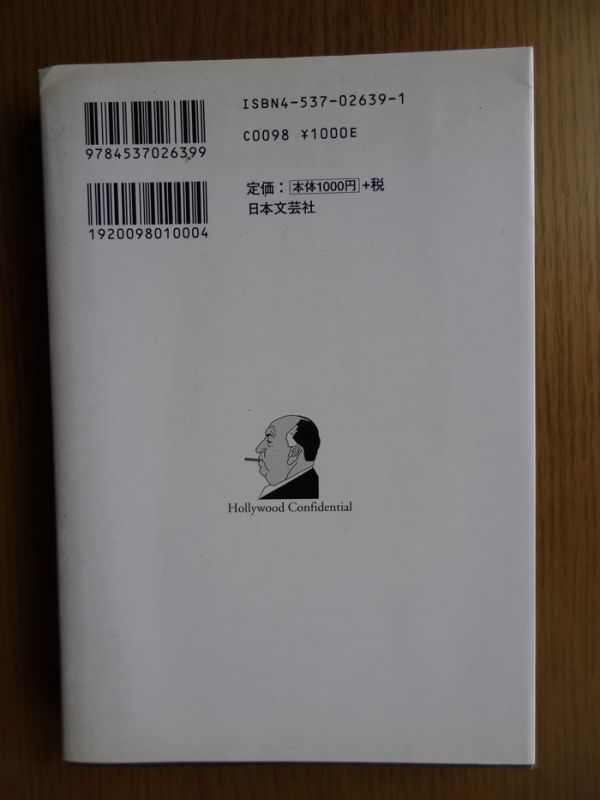 ISBN4-537-02639-1
C0098 ¥1000E
9784537026399
定価：本体1000円+税
日本文芸社
1920098010004
Hollywood Confidential